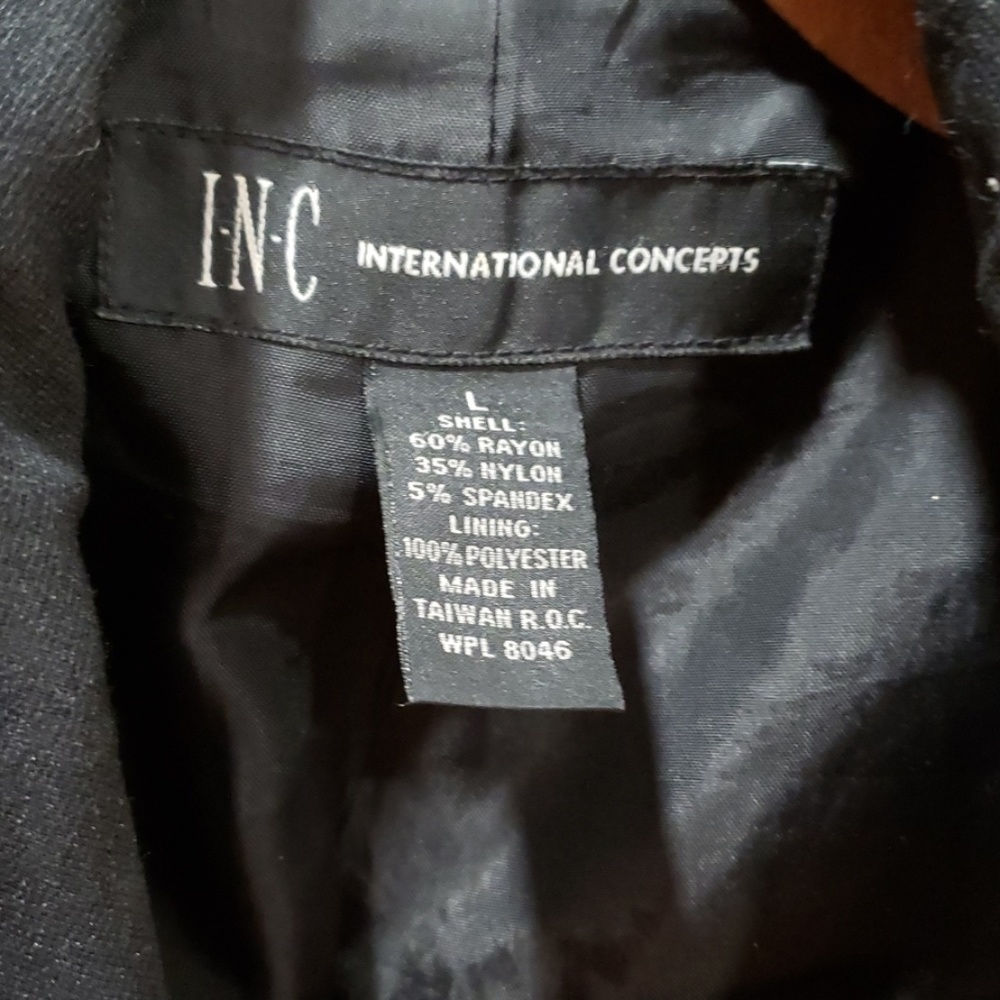 I·N·C INTERNATIONAL CONCEPTS
L
SHELL:
60% RAYON
35% NYLON
5% SPANDEX
LINING:
100% POLYESTER
MADE IN
TAIWAN R.O.C.
WPL 8046